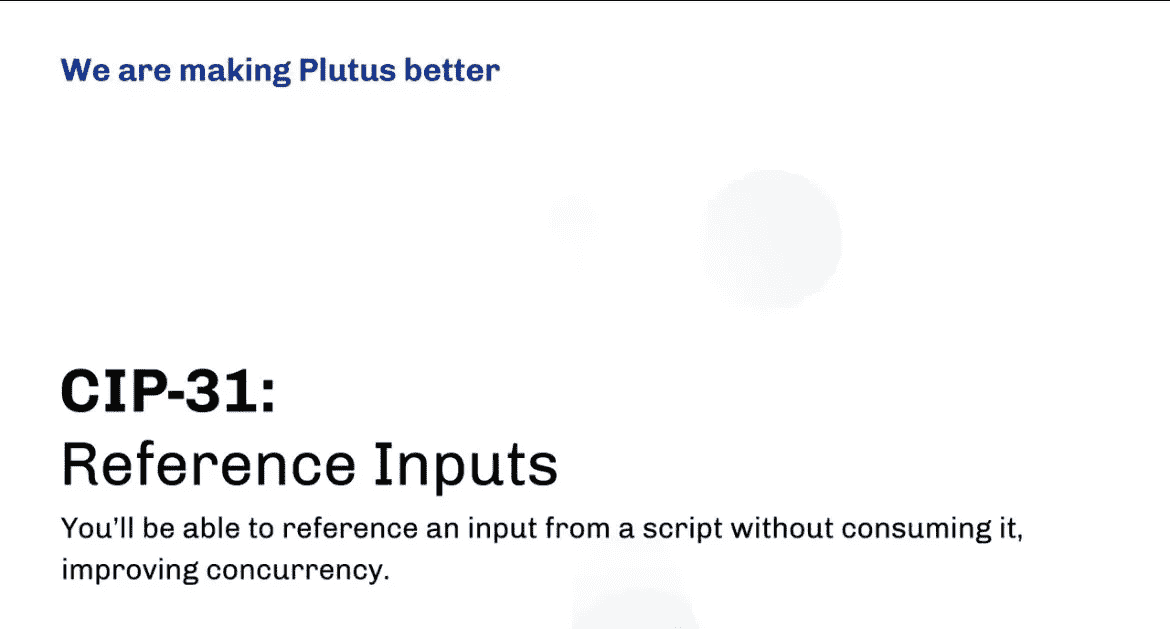 We are making Plutus better
CIP-31:
Reference Inputs
You’ll be able to reference an input from a script without consuming it,
improving concurrency.